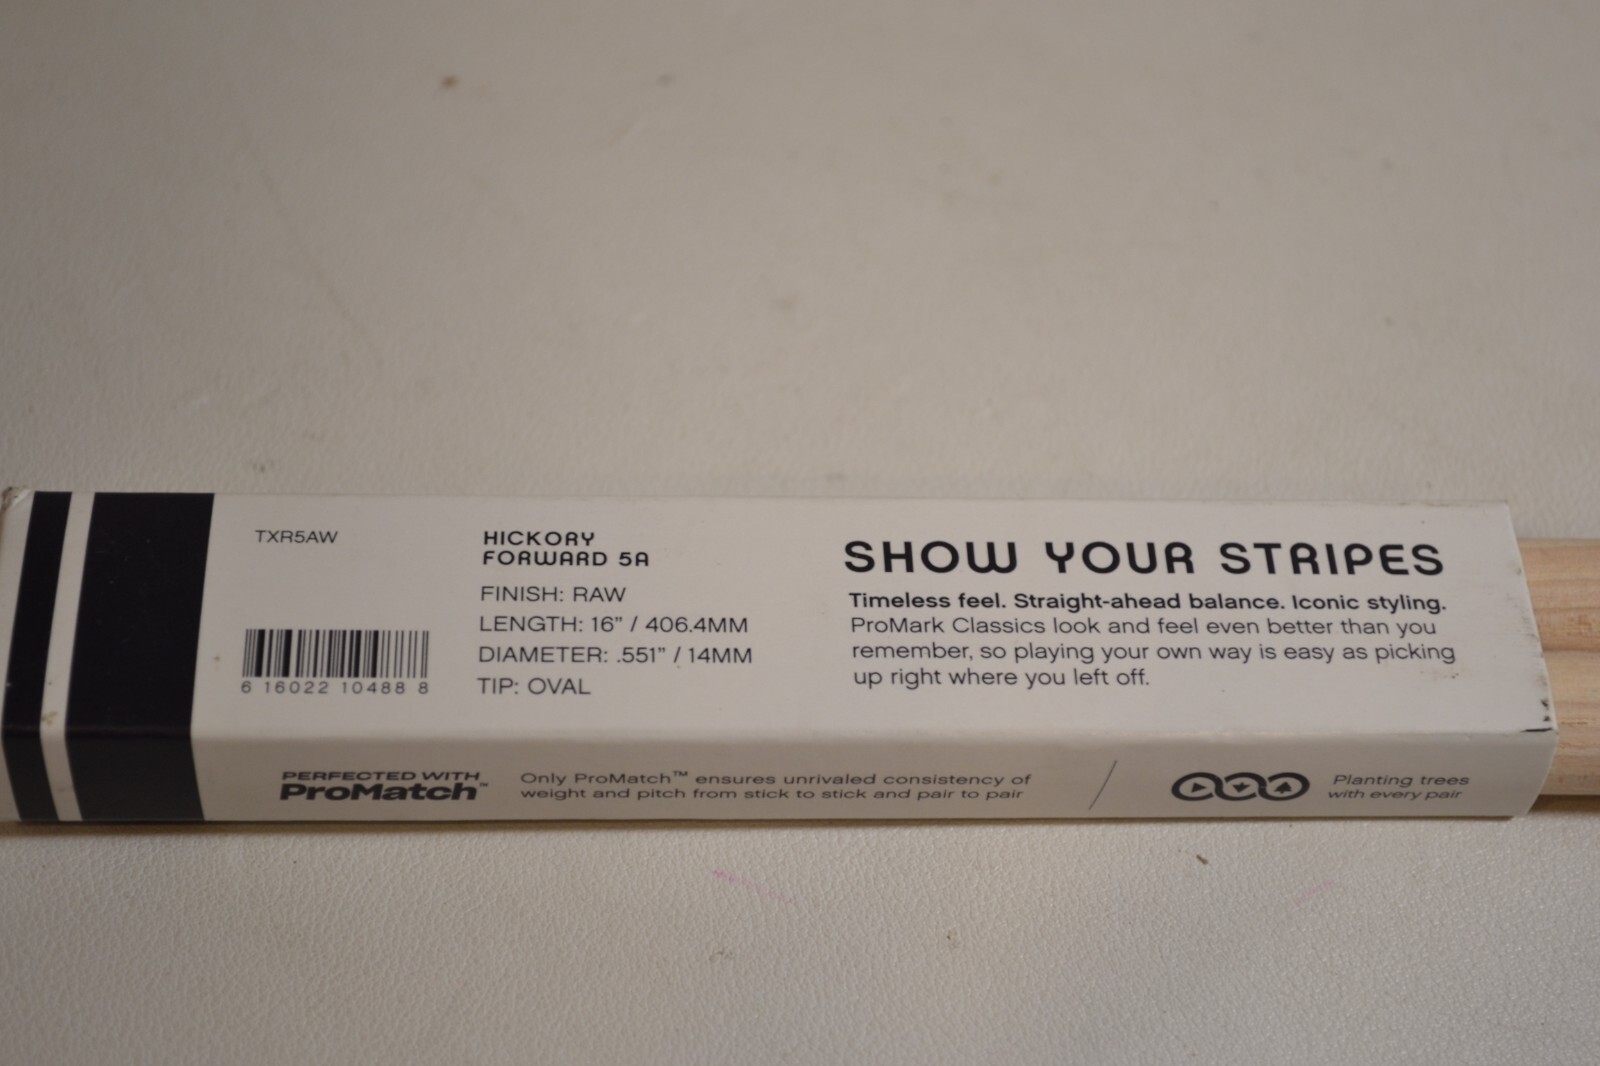 TXR5AW
6 16022 10488 8
HICKORY
FORWARD 5A
FINISH: RAW
LENGTH: 16" / 406.4MM
DIAMETER: .551" / 14MM
TIP: OVAL
SHOW YOUR STRIPES
Timeless feel. Straight-ahead balance. Iconic styling.
ProMark Classics look and feel even better than you
remember, so playing your own way is easy as picking
up right where you left off.
PERFECTED WITH
ProMatch™
Only ProMatch™ ensures unrivaled consistency of
weight and pitch from stick to stick and pair to pair
Planting trees
with every pair